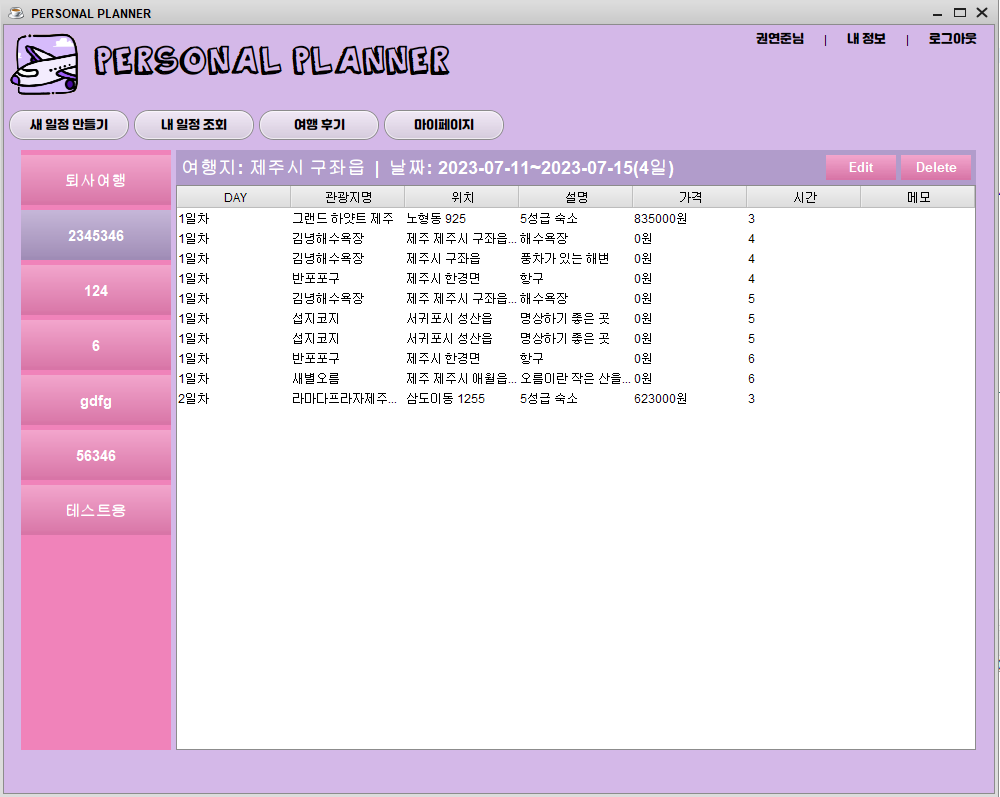 PERSONAL PLANNER
권연준님 | 내 정보 | 로그아웃
PERSONAL PLANNER
새 일정 만들기 내 일정 조회 여행 후기 마이페이지
퇴사여행
2345346
124
6
gdfg
56346
테스트용
여행지: 제주시 구좌읍 | 날짜: 2023-07-11~2023-07-15(4일) Edit Delete
DAY 관광지명 위치 설명 가격 시간 메모
1일차 그랜드 하얏트 제주 노형동 925 5성급 숙소 835000원 3
1일차 김녕해수욕장 제주 제주시 구좌읍... 해수욕장 0원 4
1일차 김녕해수욕장 제주시 구좌읍 풍차가 있는 해변 0원 4
1일차 반포포구 제주시 한경면 항구 0원 4
1일차 김녕해수욕장 제주 제주시 구좌읍... 해수욕장 0원 5
1일차 섭지코지 서귀포시 성산읍 명상하기 좋은 곳 0원 5
1일차 섭지코지 서귀포시 성산읍 명상하기 좋은 곳 0원 5
1일차 반포포구 제주시 한경면 항구 0원 6
1일차 새별오름 제주 제주시 애월읍... 오름이란 작은 산을... 0원 6
2일차 라마다프라자제주... 삼도이동 1255 5성급 숙소 623000원 3